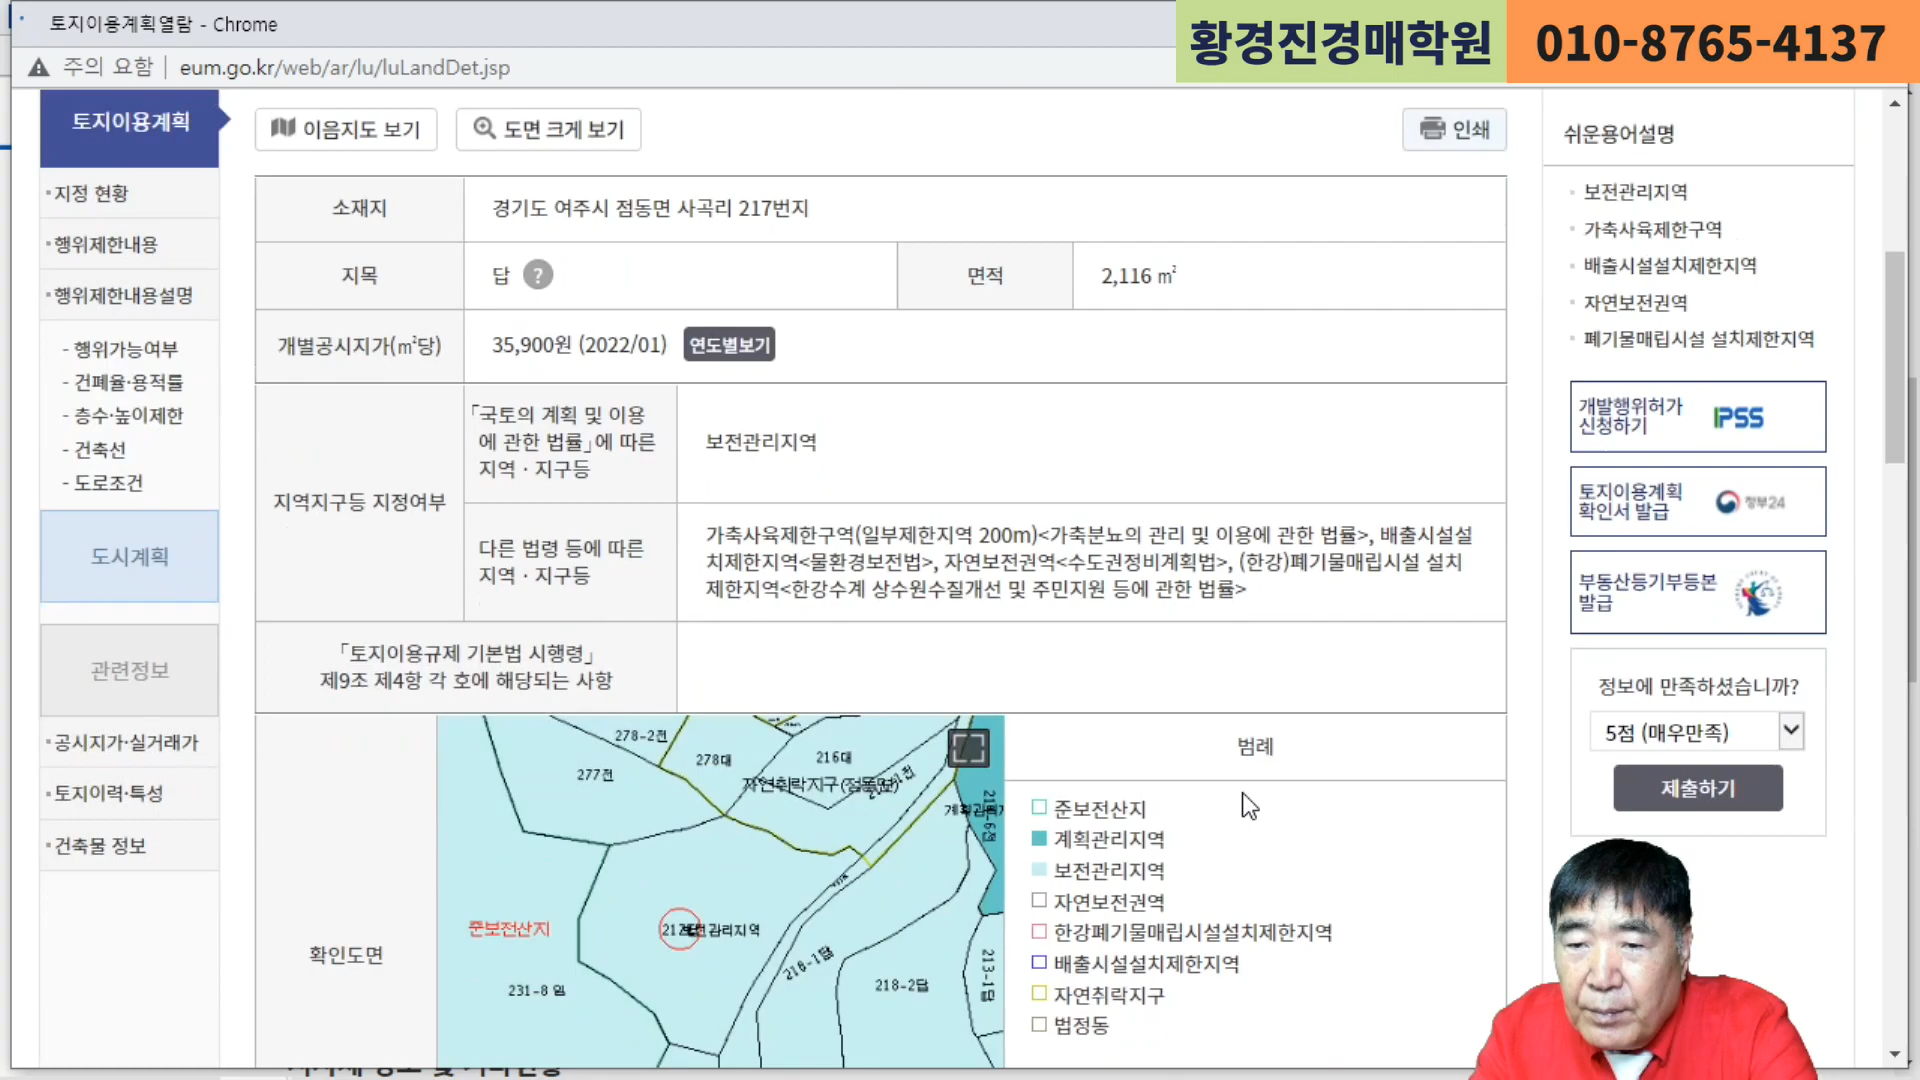 토지이용계획열람 - Chrome
황경진경매학원
010-8765-4137
주의 요함
eum.go.kr/web/ar/lu/luLandDet.jsp
토지이용계획
지정 현황
행위제한내용
행위제한내용설명
- 행위가능여부
- 건폐율·용적률
- 층수·높이제한
- 건축선
- 도로조건
도시계획
관련정보
공시지가·실거래가
토지이력·특성
건축물 정보
이음지도 보기
도면 크게 보기
인쇄
소재지
경기도 여주시 점동면 사곡리 217번지
지목
답 ?
면적
2,116 ㎡
개별공시지가(㎡당)
35,900원 (2022/01)
연도별보기
지역지구등 지정여부
「국토의 계획 및 이용
에 관한 법률」에 따른
지역 · 지구등
보전관리지역
다른 법령 등에 따른
지역 · 지구등
가축사육제한구역(일부제한지역 200m)<가축분뇨의 관리 및 이용에 관한 법률>, 배출시설설
치제한지역<물환경보전법>, 자연보전권역<수도권정비계획법>, (한강)폐기물매립시설 설치
제한지역<한강수계 상수원수질개선 및 주민지원 등에 관한 법률>
「토지이용규제 기본법 시행령」
제9조 제4항 각 호에 해당되는 사항
확인도면
278-2전
277전
278대
216대
자연취락지구(점동면)
준보전산지
보전관리지역
231-8 임
218-1답
218-2답
213-1답
범례
준보전산지
계획관리지역
보전관리지역
자연보전권역
한강폐기물매립시설설치제한지역
배출시설설치제한지역
자연취락지구
법정동
쉬운용어설명
보전관리지역
가축사육제한구역
배출시설설치제한지역
자연보전권역
폐기물매립시설 설치제한지역
개발행위허가
신청하기
IPSS
토지이용계획
확인서 발급
정부24
부동산등기부등본
발급
정보에 만족하셨습니까?
5점 (매우만족)
제출하기